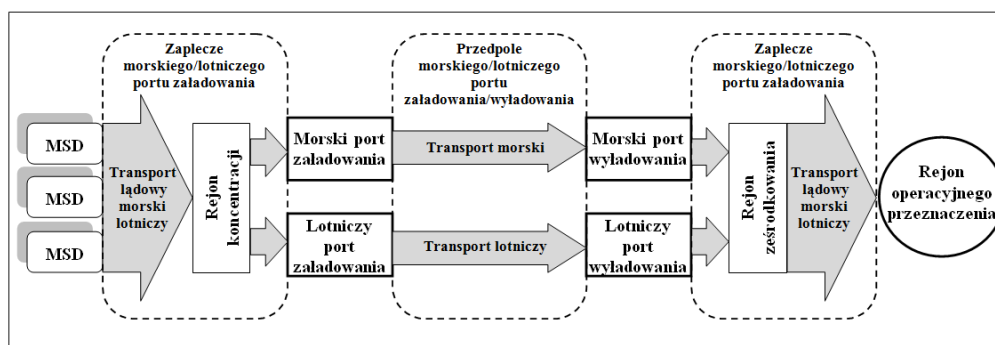 Zaplecze
morskiego/lotniczego
portu załadowania
Przedpole
morskiego/lotniczego
portu
załadowania/wyładowania
Zaplecze
morskiego/lotniczego
portu załadowania
MSD
MSD
MSD
Transport
lądowy
morski
lotniczy
Rejon
koncentracji
Morski port
załadowania
Transport morski
Morski port
wyładowania
Lotniczy
port
załadowania
Transport lotniczy
Lotniczy
port
wyładowania
Rejon
ześrodkowania
Transport
lądowy
morski
lotniczy
Rejon
operacyjnego
przeznaczenia